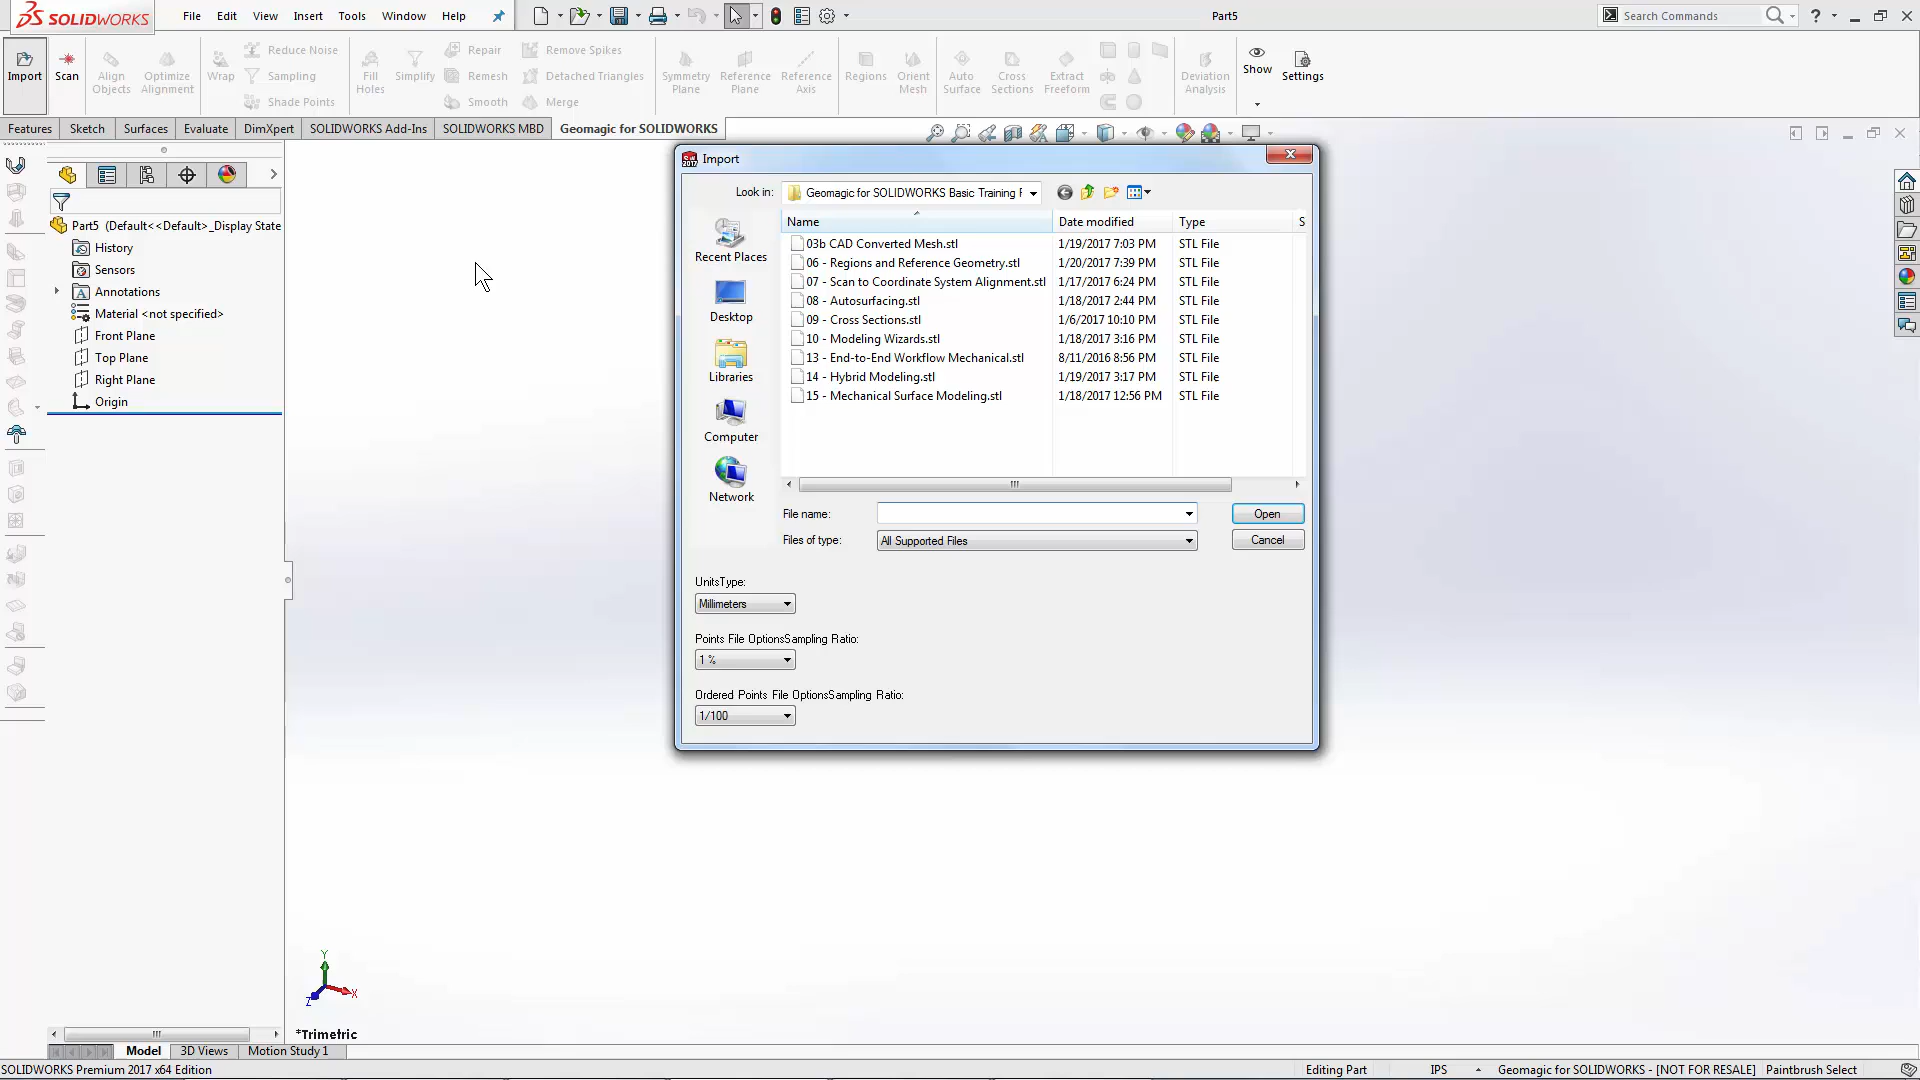 SOLIDWORKS
File Edit View Insert Tools Window Help
Part5
Search Commands
Import
Scan
Align Objects
Optimize Alignment
Wrap
Reduce Noise
Sampling
Shade Points
Fill Holes
Simplify
Repair
Remesh
Smooth
Remove Spikes
Detached Triangles
Merge
Symmetry Plane
Reference Plane
Reference Axis
Regions
Orient Mesh
Auto Surface
Cross Sections
Extract Freeform
Deviation Analysis
Show
Settings
Features Sketch Surfaces Evaluate DimXpert SOLIDWORKS Add-Ins SOLIDWORKS MBD Geomagic for SOLIDWORKS
Part5 (Default<<Default>_Display State
History
Sensors
Annotations
Material <not specified>
Front Plane
Top Plane
Right Plane
Origin
Import
Look in: Geomagic for SOLIDWORKS Basic Training F
Recent Places
Desktop
Libraries
Computer
Network
Name Date modified Type S
03b CAD Converted Mesh.stl 1/19/2017 7:03 PM STL File
06 - Regions and Reference Geometry.stl 1/20/2017 7:39 PM STL File
07 - Scan to Coordinate System Alignment.stl 1/17/2017 6:24 PM STL File
08 - Autosurfacing.stl 1/18/2017 2:44 PM STL File
09 - Cross Sections.stl 1/6/2017 10:10 PM STL File
10 - Modeling Wizards.stl 1/18/2017 3:16 PM STL File
13 - End-to-End Workflow Mechanical.stl 8/11/2016 8:56 PM STL File
14 - Hybrid Modeling.stl 1/19/2017 3:17 PM STL File
15 - Mechanical Surface Modeling.stl 1/18/2017 12:56 PM STL File
File name: Open
Files of type: All Supported Files Cancel
UnitsType:
Millimeters
Points File OptionsSampling Ratio:
1 %
Ordered Points File OptionsSampling Ratio:
1/100
Y
X
Z
*Trimetric
Model 3D Views Motion Study 1
SOLIDWORKS Premium 2017 x64 Edition Editing Part IPS Geomagic for SOLIDWORKS - [NOT FOR RESALE] Paintbrush Select